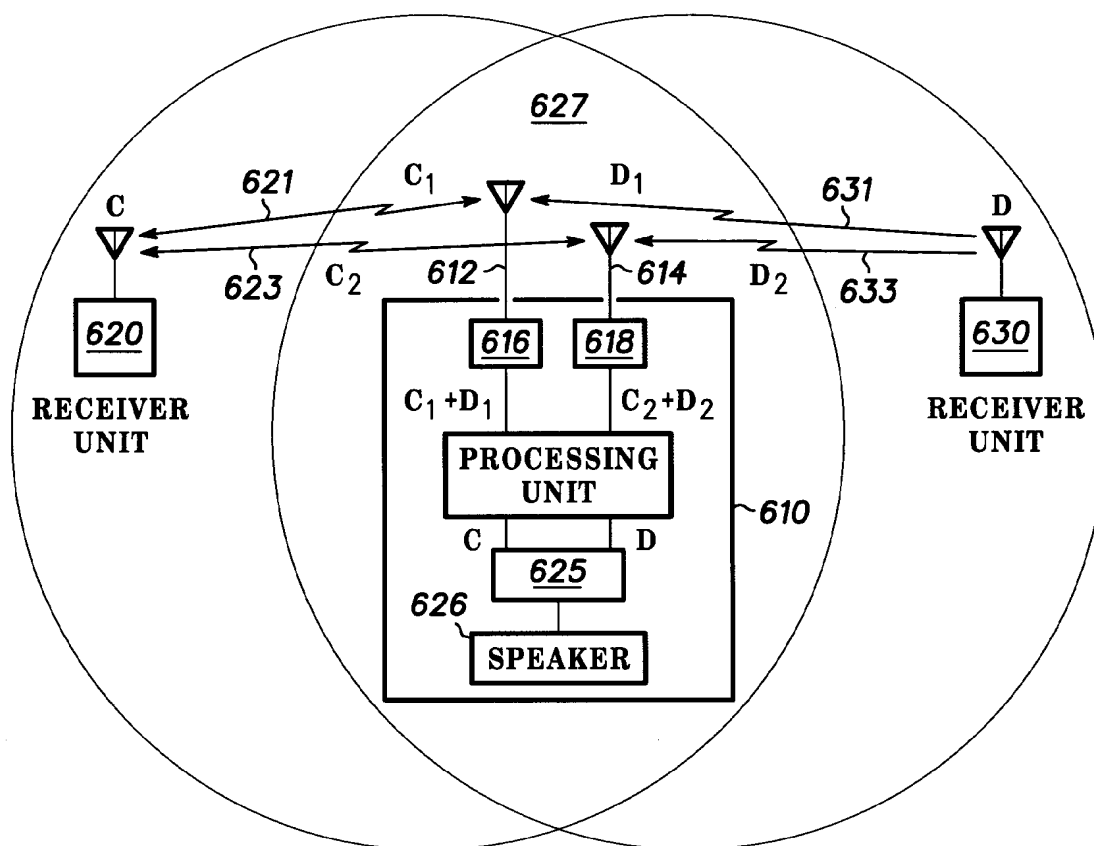 627
621
C1
D1
631
C
D
623
C2
612
614
D2
633
620
616
618
630
RECEIVER
UNIT
C1+D1
C2+D2
RECEIVER
UNIT
PROCESSING
UNIT
610
C
D
625
626
SPEAKER